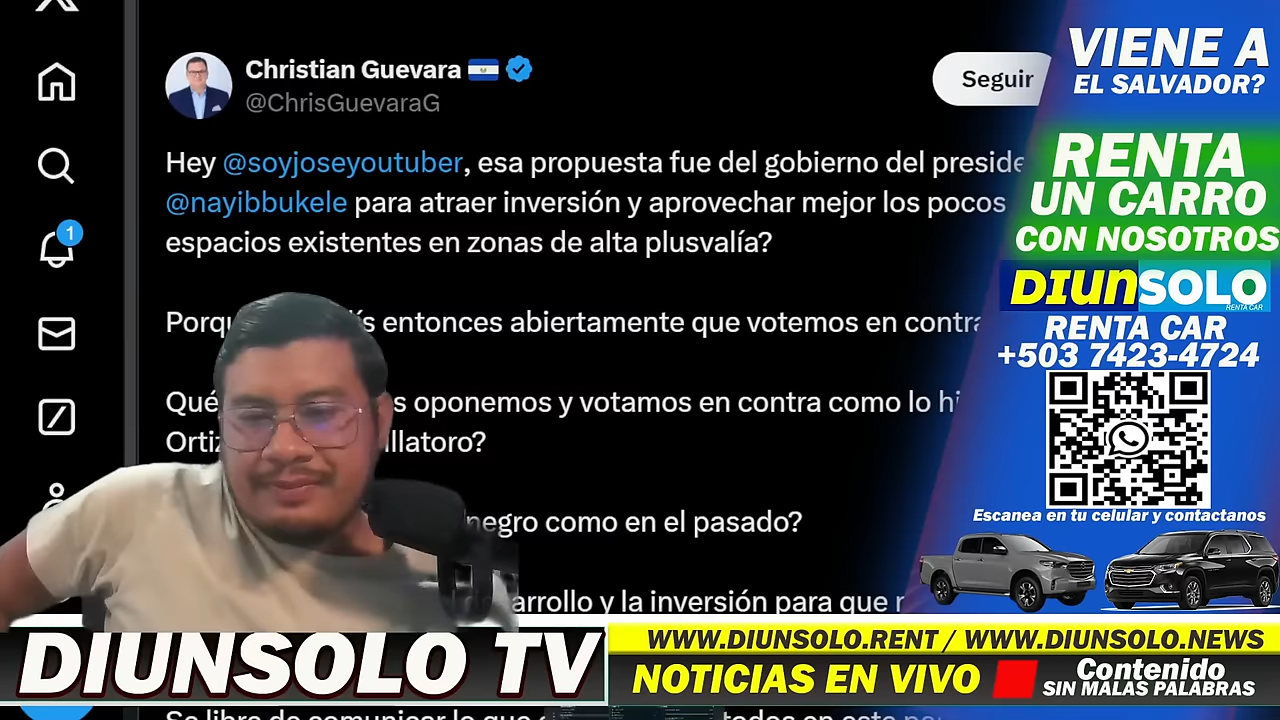 Christian Guevara
@ChrisGuevaraG
Seguir
Hey @soyjoseyoutuber, esa propuesta fue del gobierno del preside
@nayibbukele para atraer inversión y aprovechar mejor los pocos
espacios existentes en zonas de alta plusvalía?
entonces abiertamente que votemos en contra
Qué oponemos y votamos en contra como lo hi
negro como en el pasado?
y la inversión para que
1
VIENE A
EL SALVADOR?
RENTA
UN CARRO
CON NOSOTROS
DIUNSOLO
RENTA CAR
RENTA CAR
+503 7423-4724
Escanea en tu celular y contactanos
DIUNSOLO TV
WWW.DIUNSOLO.RENT / WWW.DIUNSOLO.NEWS
NOTICIAS EN VIVO
Contenido
SIN MALAS PALABRAS